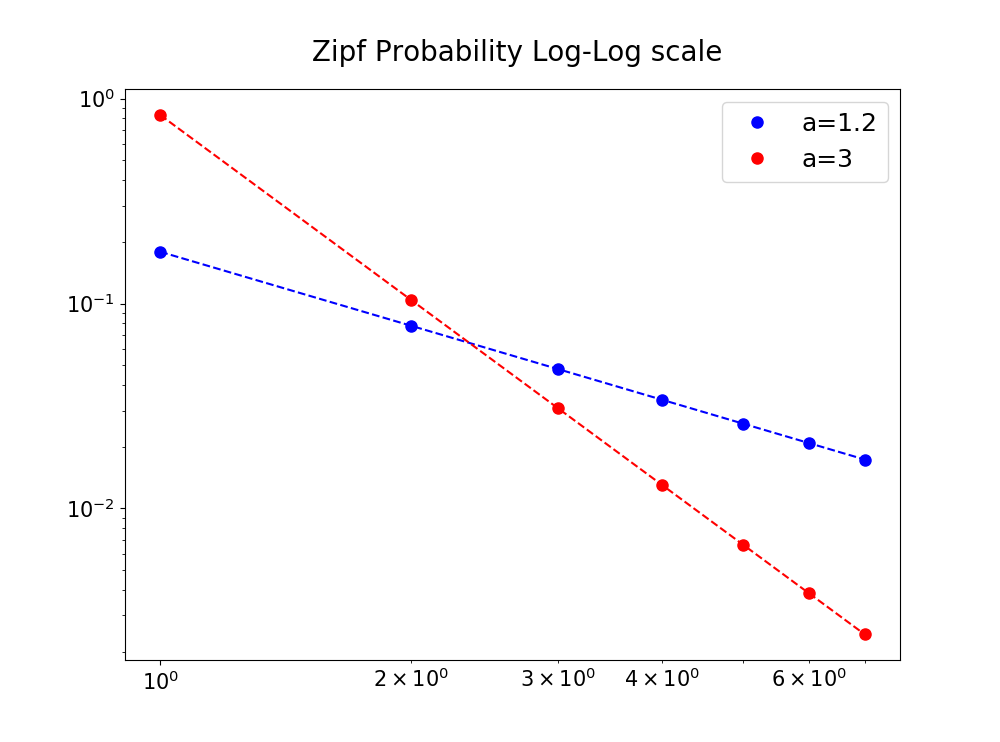 Zipf Probability Log-Log scale
a=1.2
a=3
10⁰
10⁻¹
10⁻²
10⁰
2 × 10⁰
3 × 10⁰
4 × 10⁰
6 × 10⁰